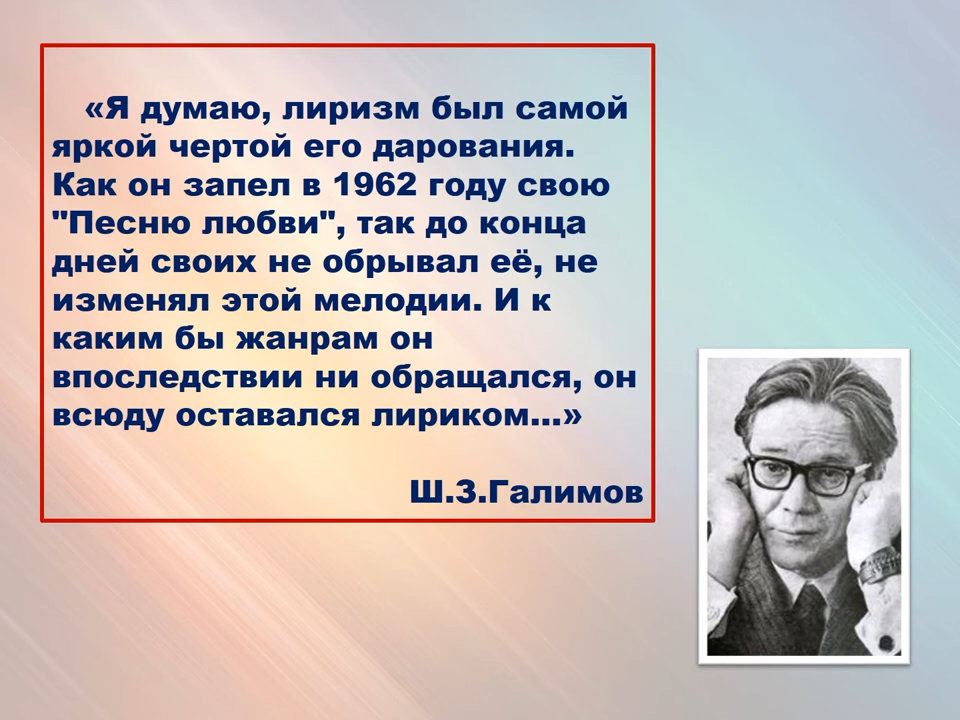 «Я думаю, лиризм был самой
яркой чертой его дарования.
Как он запел в 1962 году свою
"Песню любви", так до конца
дней своих не обрывал её, не
изменял этой мелодии. И к
каким бы жанрам он
впоследствии ни обращался, он
всюду оставался лириком...»
Ш.З.Галимов